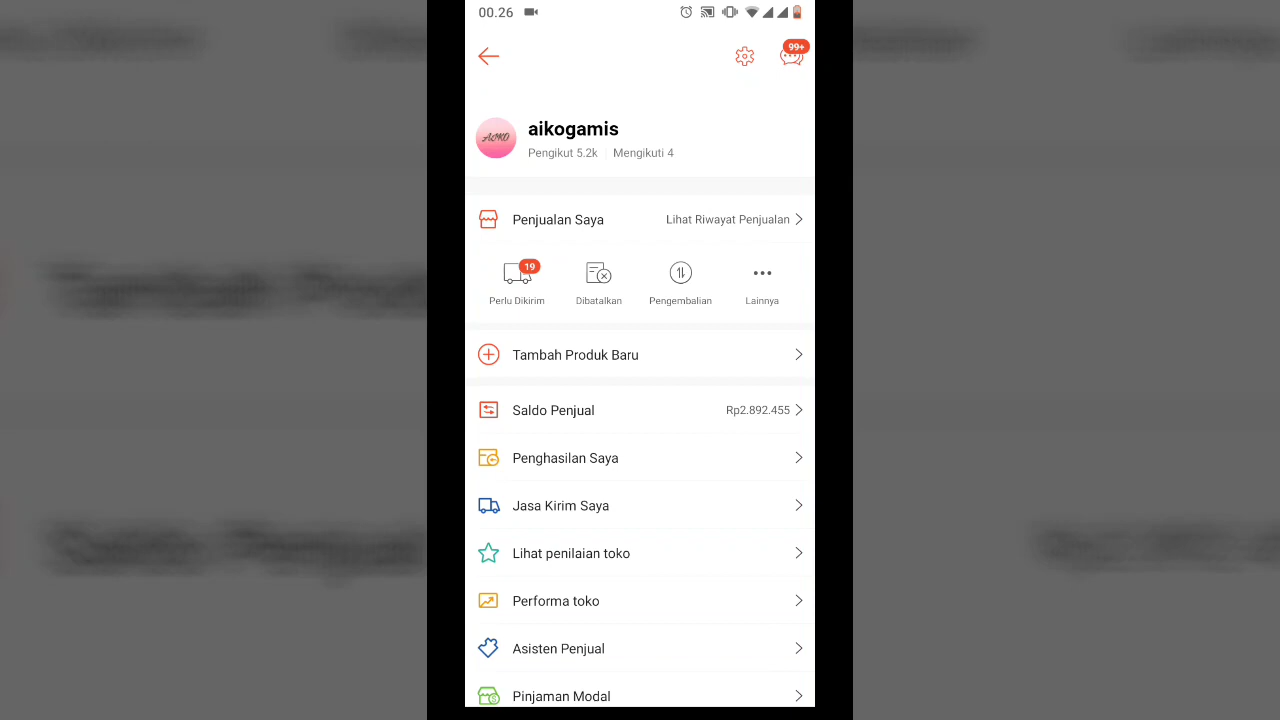 00.26
99+
AIKO
aikogamis
Pengikut 5.2k Mengikuti 4
Penjualan Saya Lihat Riwayat Penjualan
19
Perlu Dikirim Dibatalkan Pengembalian Lainnya
Tambah Produk Baru
Saldo Penjual Rp2.892.455
Penghasilan Saya
Jasa Kirim Saya
Lihat penilaian toko
Performa toko
Asisten Penjual
Pinjaman Modal